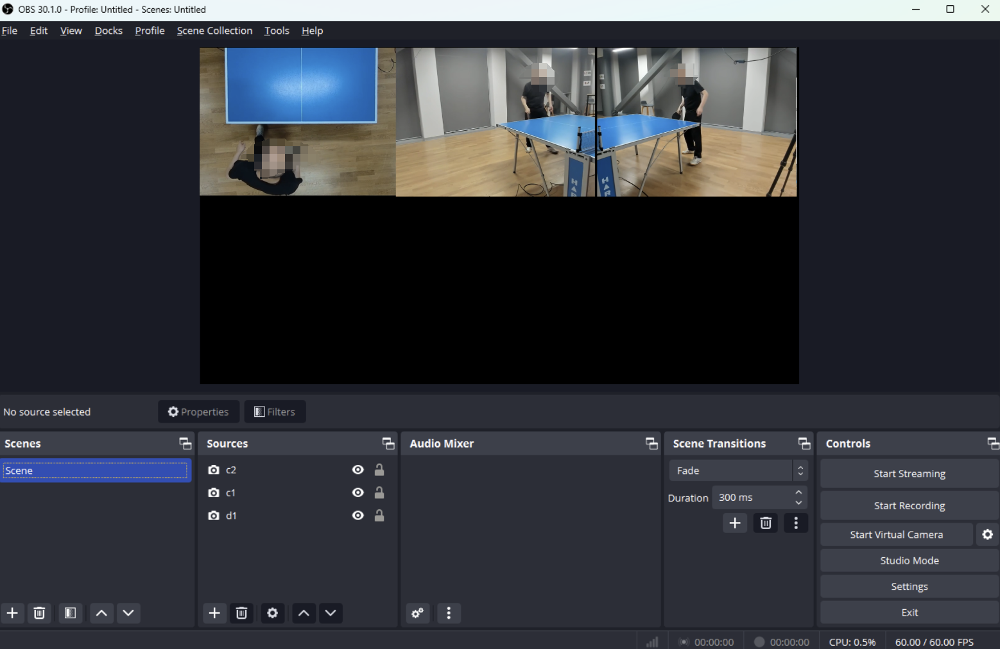 OBS 30.1.0 - Profile: Untitled - Scenes: Untitled
File Edit View Docks Profile Scene Collection Tools Help
No source selected Properties Filters
Scenes
Scene
Sources
c2
c1
d1
Audio Mixer
Scene Transitions
Fade
Duration 300 ms
Controls
Start Streaming
Start Recording
Start Virtual Camera
Studio Mode
Settings
Exit
00:00:00 00:00:00 CPU: 0.5% 60.00 / 60.00 FPS